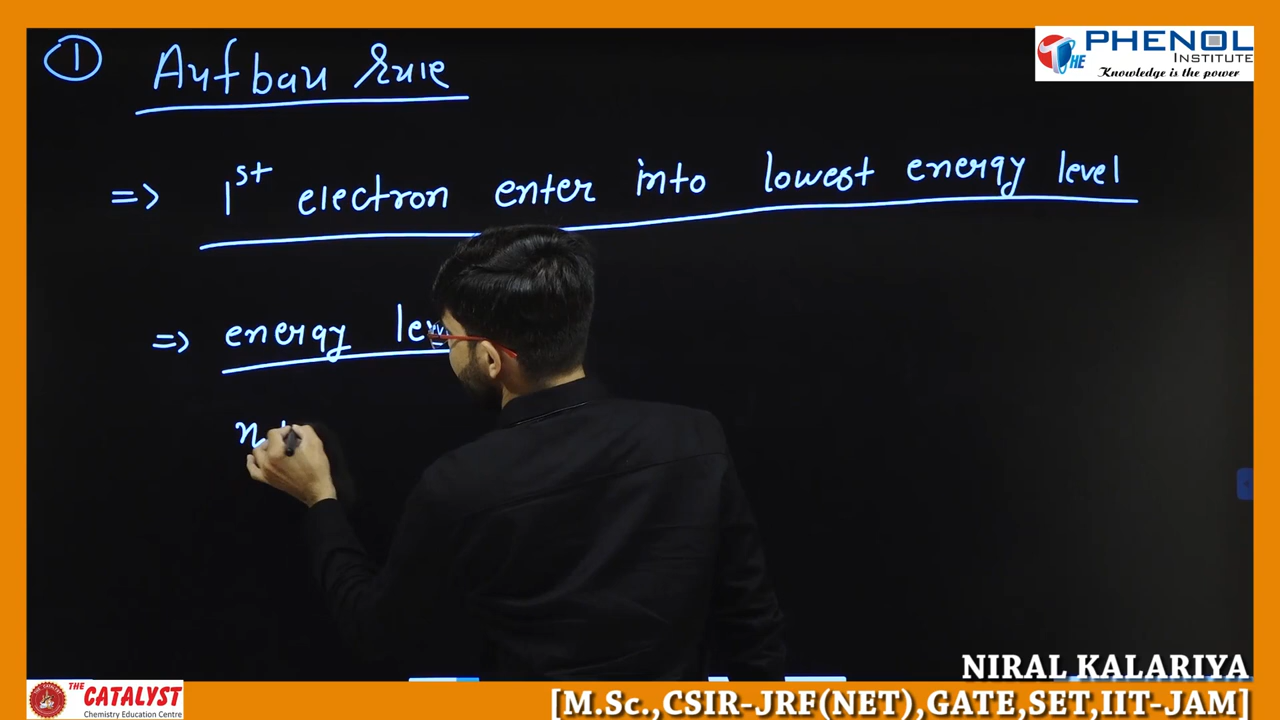 ① Aufbau rule
PHENOL
THE INSTITUTE
Knowledge is the power
=> 1st electron enter into lowest energy level
=> energy
n
NIRAL KALARIYA
THE CATALYST
Chemistry Education Centre
[M.Sc.,CSIR-JRF(NET),GATE,SET,IIT-JAM]